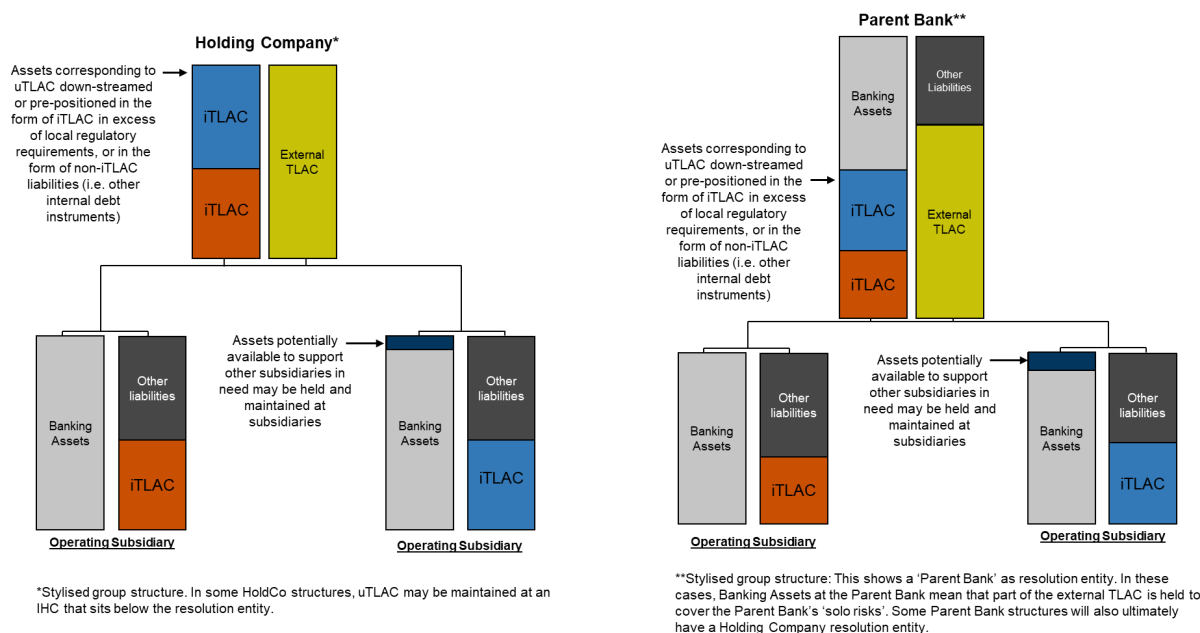 Holding Company*
Assets corresponding to
uTLAC down-streamed
or pre-positioned in the
form of iTLAC in excess
of local regulatory
requirements, or in the
form of non-iTLAC
liabilities (i.e. other
internal debt
instruments)
iTLAC
iTLAC
External
TLAC
Banking
Assets
Other
liabilities
iTLAC
Operating Subsidiary
Assets potentially
available to support
other subsidiaries in
need may be held and
maintained at
subsidiaries
Banking
Assets
Other
liabilities
iTLAC
Operating Subsidiary
*Stylised group structure. In some HoldCo structures, uTLAC may be maintained at an
IHC that sits below the resolution entity.
Parent Bank**
Assets corresponding to
uTLAC down-streamed
or pre-positioned in the
form of iTLAC in excess
of local regulatory
requirements, or in the
form of non-iTLAC
liabilities (i.e. other
internal debt
instruments)
Banking
Assets
iTLAC
iTLAC
Other
Liabilities
External
TLAC
Banking
Assets
Other
liabilities
iTLAC
Operating Subsidiary
Assets potentially
available to support
other subsidiaries in
need may be held and
maintained at
subsidiaries
Banking
Assets
Other
liabilities
iTLAC
Operating Subsidiary
**Stylised group structure: This shows a ‘Parent Bank’ as resolution entity. In these
cases, Banking Assets at the Parent Bank mean that part of the external TLAC is held to
cover the Parent Bank’s ‘solo risks’. Some Parent Bank structures will also ultimately
have a Holding Company resolution entity.